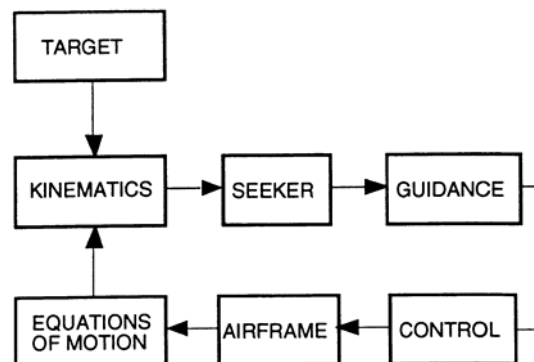 TARGET
KINEMATICS
SEEKER
GUIDANCE
EQUATIONS
OF MOTION
AIRFRAME
CONTROL